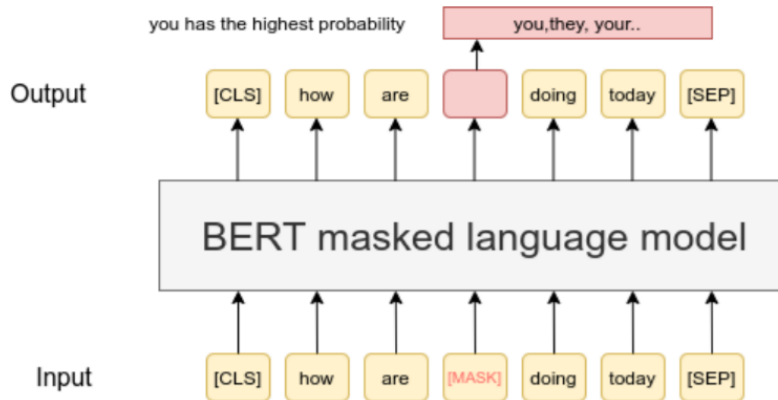 you has the highest probability you,they, your..
Output [CLS] how are doing today [SEP]
BERT masked language model
Input [CLS] how are [MASK] doing today [SEP]